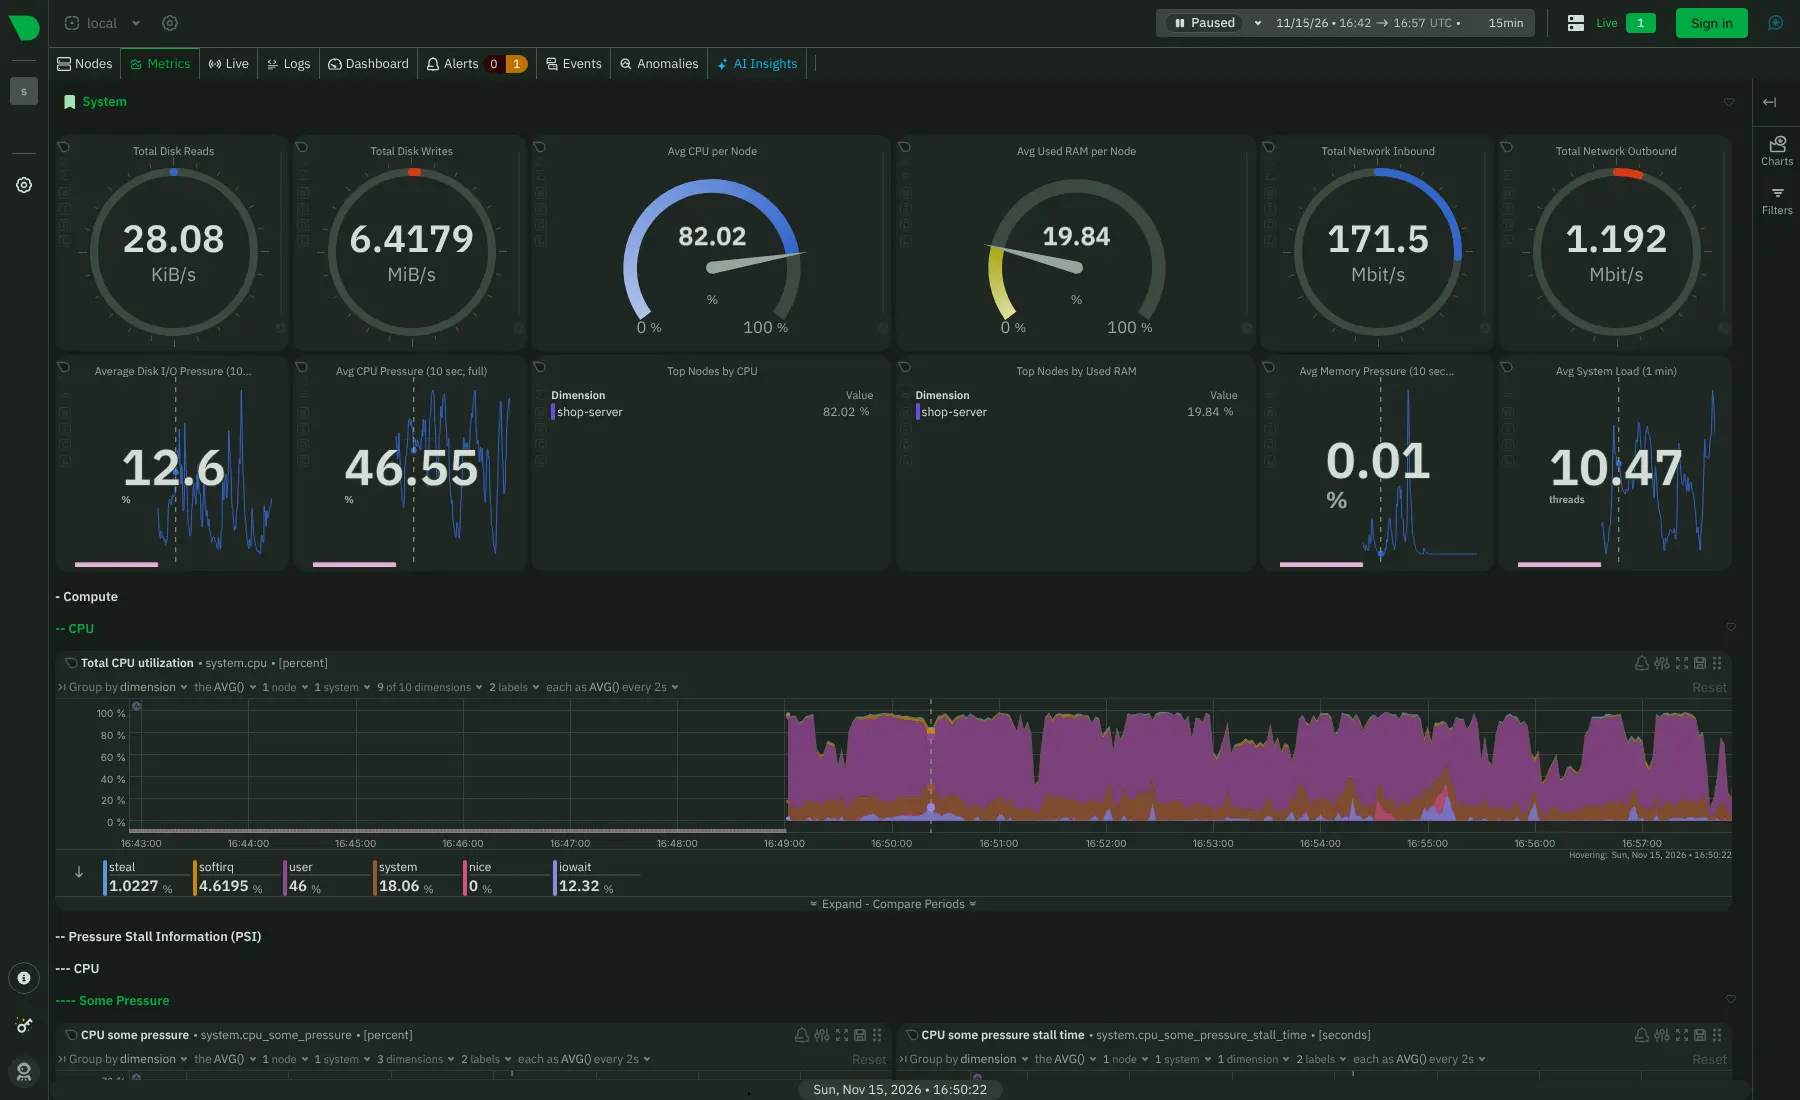 local
Paused 11/15/26 • 16:42 → 16:57 UTC • 15min
Live 1
Sign in
s
Nodes Metrics Live Logs Dashboard Alerts 0 1 Events Anomalies AI Insights
System
Charts
Filters
Total Disk Reads
28.08
KiB/s
Total Disk Writes
6.4179
MiB/s
Avg CPU per Node
82.02
%
0 % 100 %
Avg Used RAM per Node
19.84
%
0 % 100 %
Total Network Inbound
171.5
Mbit/s
Total Network Outbound
1.192
Mbit/s
Average Disk I/O Pressure (10...
12.6
%
Avg CPU Pressure (10 sec, full)
46.55
%
Top Nodes by CPU
Dimension Value
shop-server 82.02 %
Top Nodes by Used RAM
Dimension Value
shop-server 19.84 %
Avg Memory Pressure (10 sec...
0.01
%
Avg System Load (1 min)
10.47
threads
- Compute
-- CPU
Total CPU utilization • system.cpu • [percent]
Group by dimension the AVG() 1 node 1 system 9 of 10 dimensions 2 labels each as AVG() every 2s Reset
100 %
80 %
60 %
40 %
20 %
0 %
16:43:00 16:44:00 16:45:00 16:46:00 16:47:00 16:48:00 16:49:00 16:50:00 16:51:00 16:52:00 16:53:00 16:54:00 16:55:00 16:56:00 16:57:00
Hovering: Sun, Nov 15, 2026 • 16:50:22
steal softirq user system nice iowait
1.0227 % 4.6195 % 46 % 18.06 % 0 % 12.32 %
Expand - Compare Periods
-- Pressure Stall Information (PSI)
--- CPU
---- Some Pressure
CPU some pressure • system.cpu_some_pressure • [percent]
Group by dimension the AVG() 1 node 1 system 3 dimensions 2 labels each as AVG() every 2s Reset
CPU some pressure stall time • system.cpu_some_pressure_stall_time • [seconds]
Group by dimension the AVG() 1 node 1 system 1 dimension 2 labels each as AVG() every 2s Reset
Sun, Nov 15, 2026 • 16:50:22